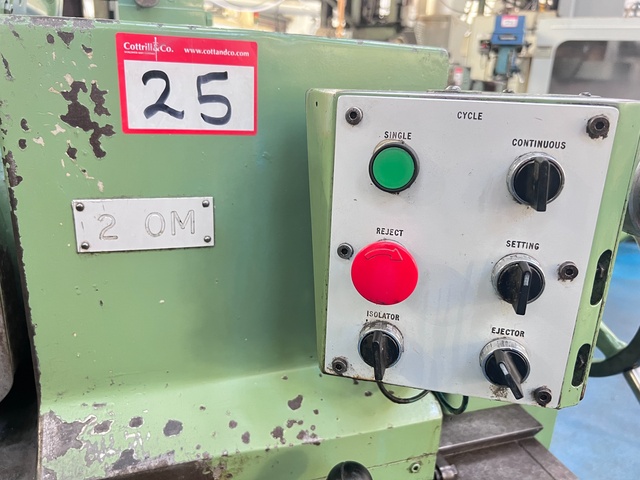 Cottrill&Co. www.cottandco.com
25
2 OM
CYCLE
SINGLE
CONTINUOUS
REJECT
SETTING
ISOLATOR
EJECTOR